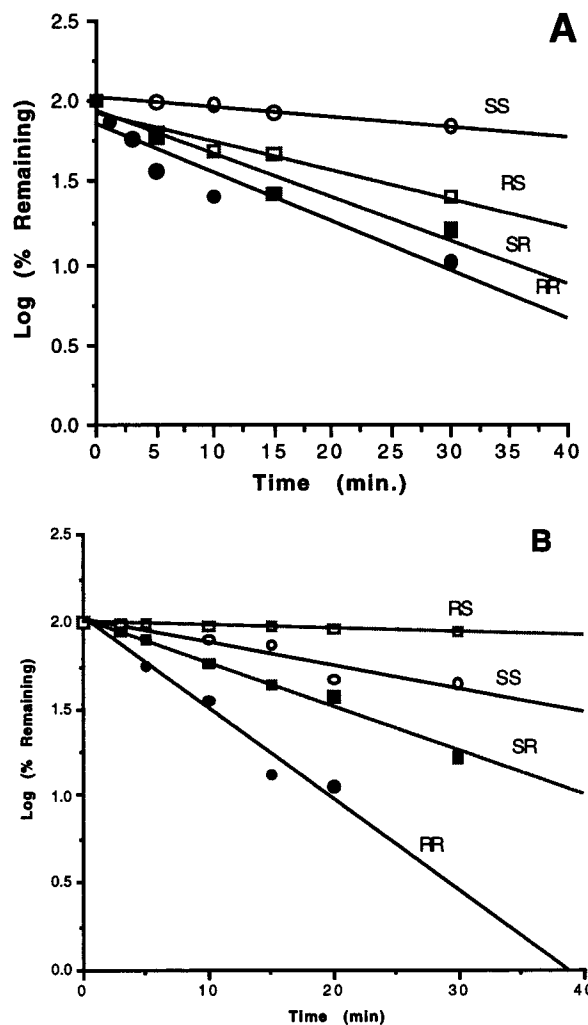 A
2.5
2.0
1.5
1.0
0.5
0.0
Log (% Remaining)
SS
RS
SR
RR
0 5 10 15 20 25 30 35 40
Time (min.)
B
2.5
2.0
1.5
1.0
0.5
0.0
Log (% Remaining)
RS
SS
SR
RR
0 10 20 30 40
Time (min)